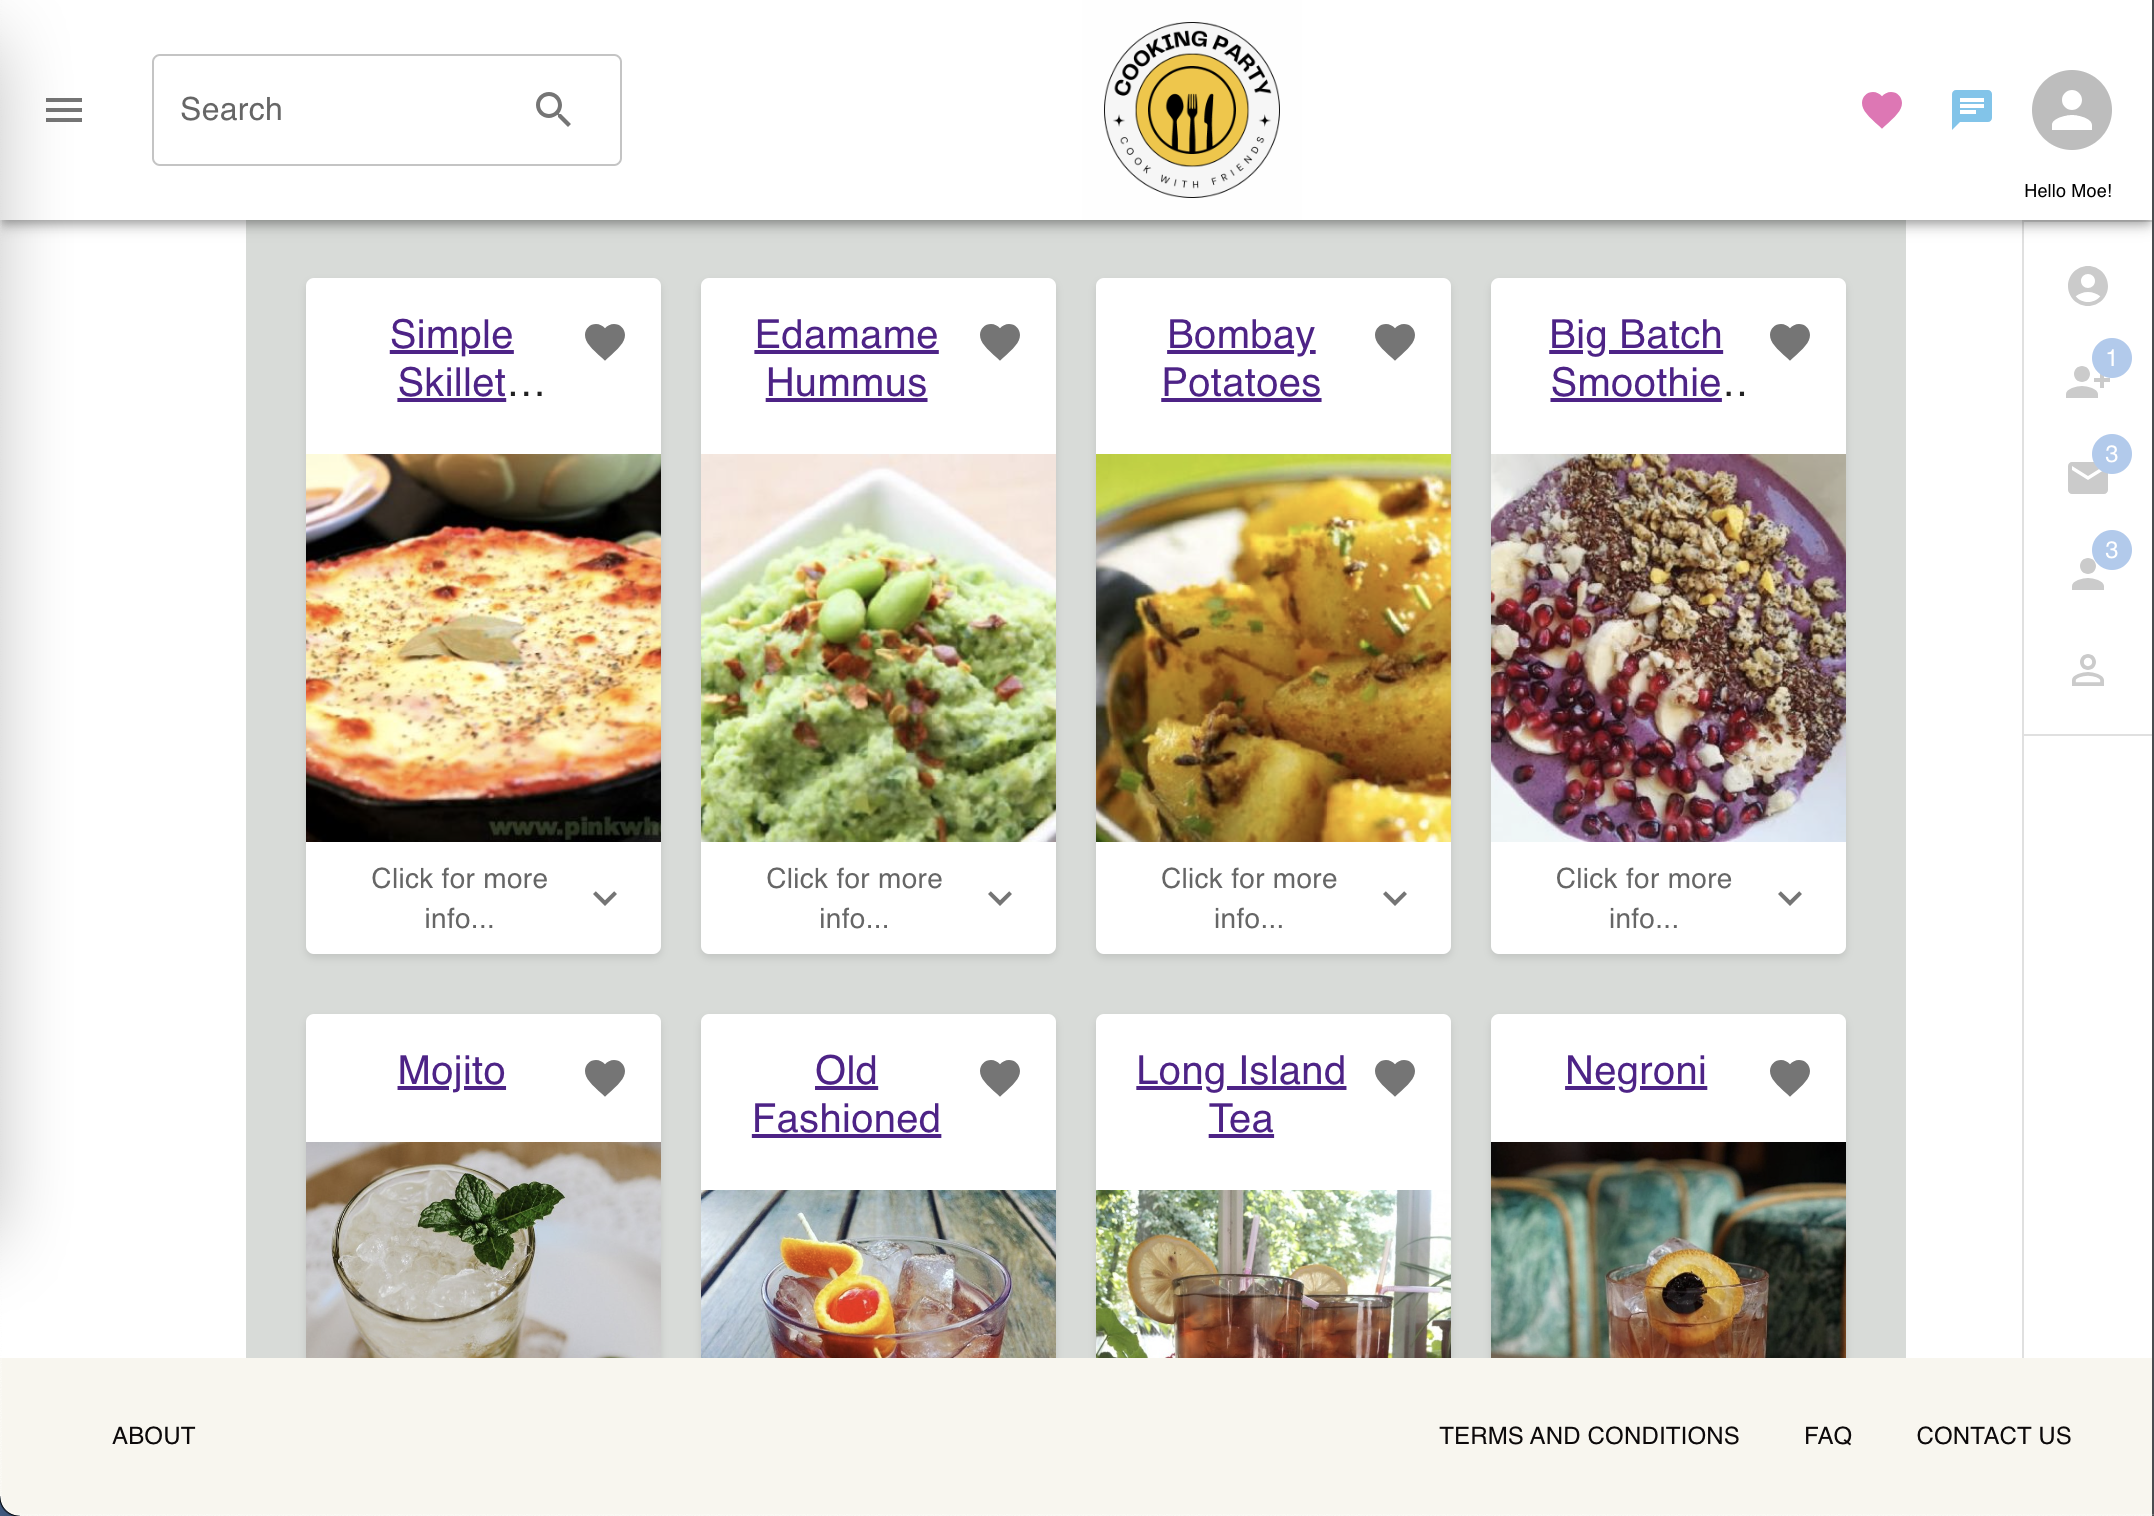 Search
COOKING PARTY
COOK WITH FRIENDS
Hello Moe!
Simple
Skillet...
Edamame
Hummus
Bombay
Potatoes
Big Batch
Smoothie..
1
3
3
www.pinkwh
Click for more
info...
Click for more
info...
Click for more
info...
Click for more
info...
Mojito
Old
Fashioned
Long Island
Tea
Negroni
ABOUT
TERMS AND CONDITIONS
FAQ
CONTACT US